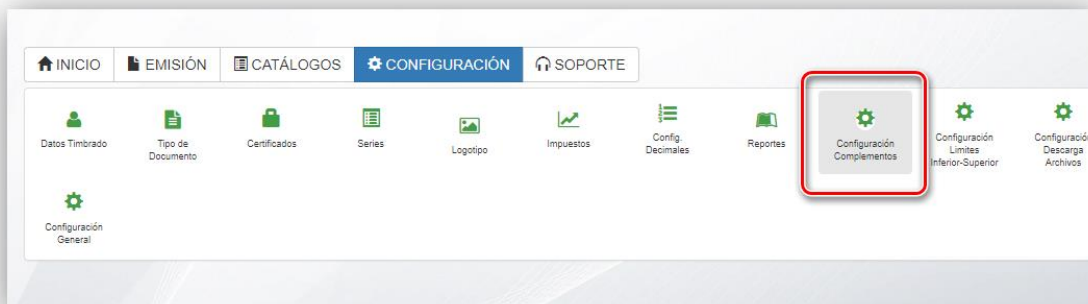 INICIO EMISIÓN CATÁLOGOS CONFIGURACIÓN SOPORTE
Datos Timbrado
Tipo de
Documento
Certificados
Series
Logotipo
Impuestos
Config.
Decimales
Reportes
Configuración
Complementos
Configuración
Limites
Inferior-Superior
Configuración
Descarga
Archivos
Configuración
General